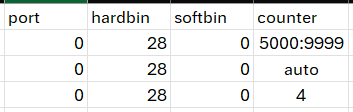 port hardbin softbin counter
0 28 0 5000:9999
0 28 0 auto
0 28 0 4